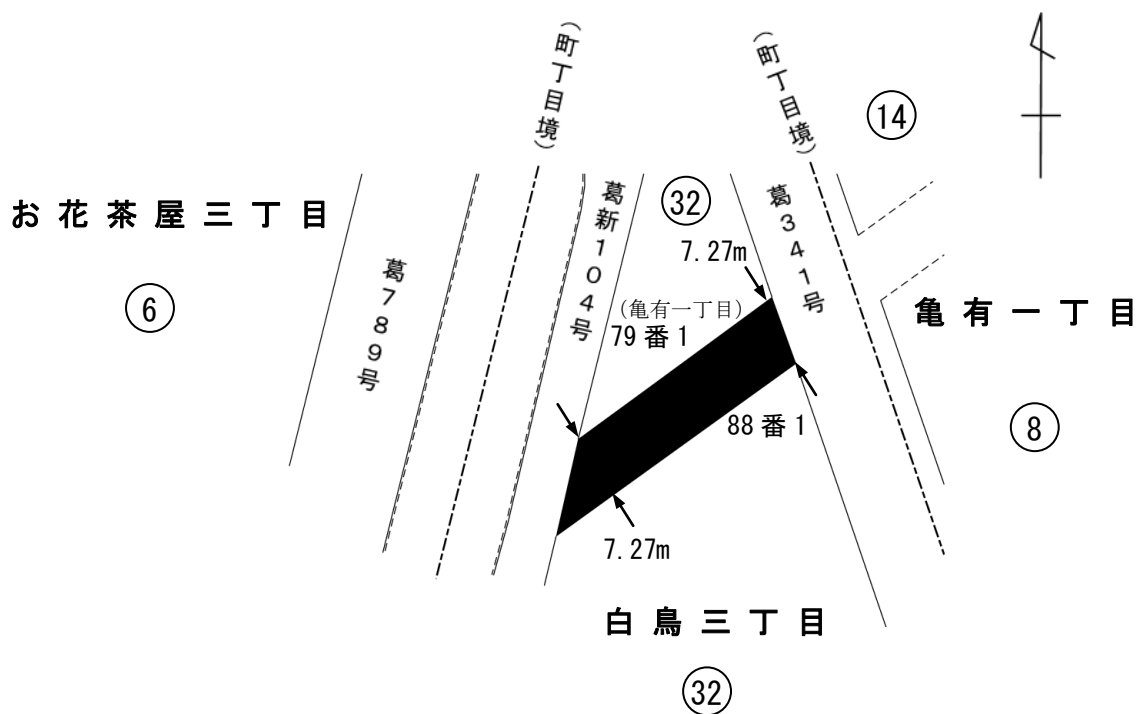 (町丁目境)
(町丁目境)
14
お花茶屋三丁目
葛新104号
32
葛341号
7.27m
葛789号
6
(亀有一丁目)
亀有一丁目
79番1
88番1
8
7.27m
白鳥三丁目
32